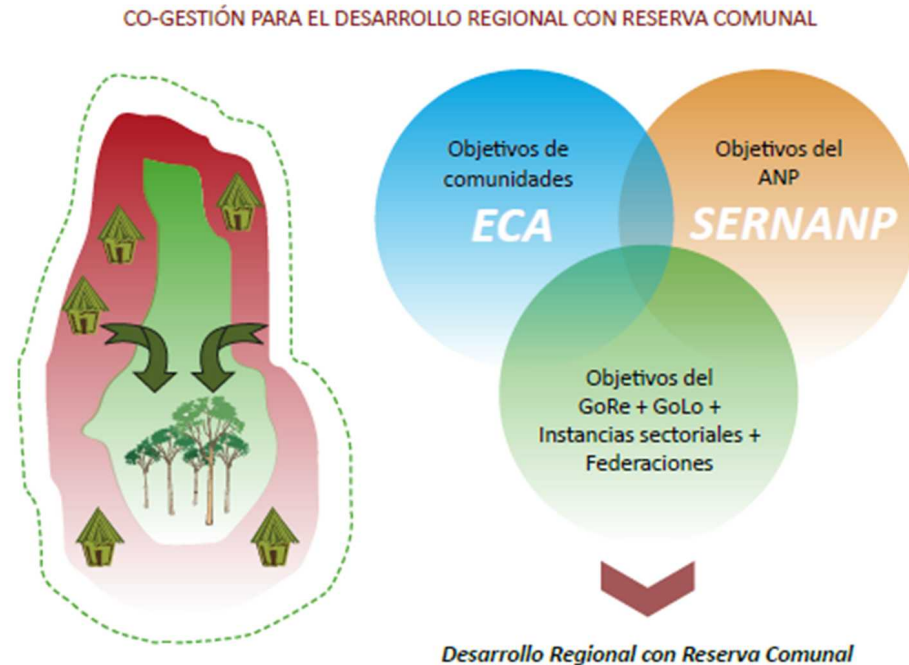 CO-GESTIÓN PARA EL DESARROLLO REGIONAL CON RESERVA COMUNAL
Objetivos de
comunidades
ECA
Objetivos del
ANP
SERNANP
Objetivos del
GoRe + GoLo +
Instancias sectoriales +
Federaciones
Desarrollo Regional con Reserva Comunal